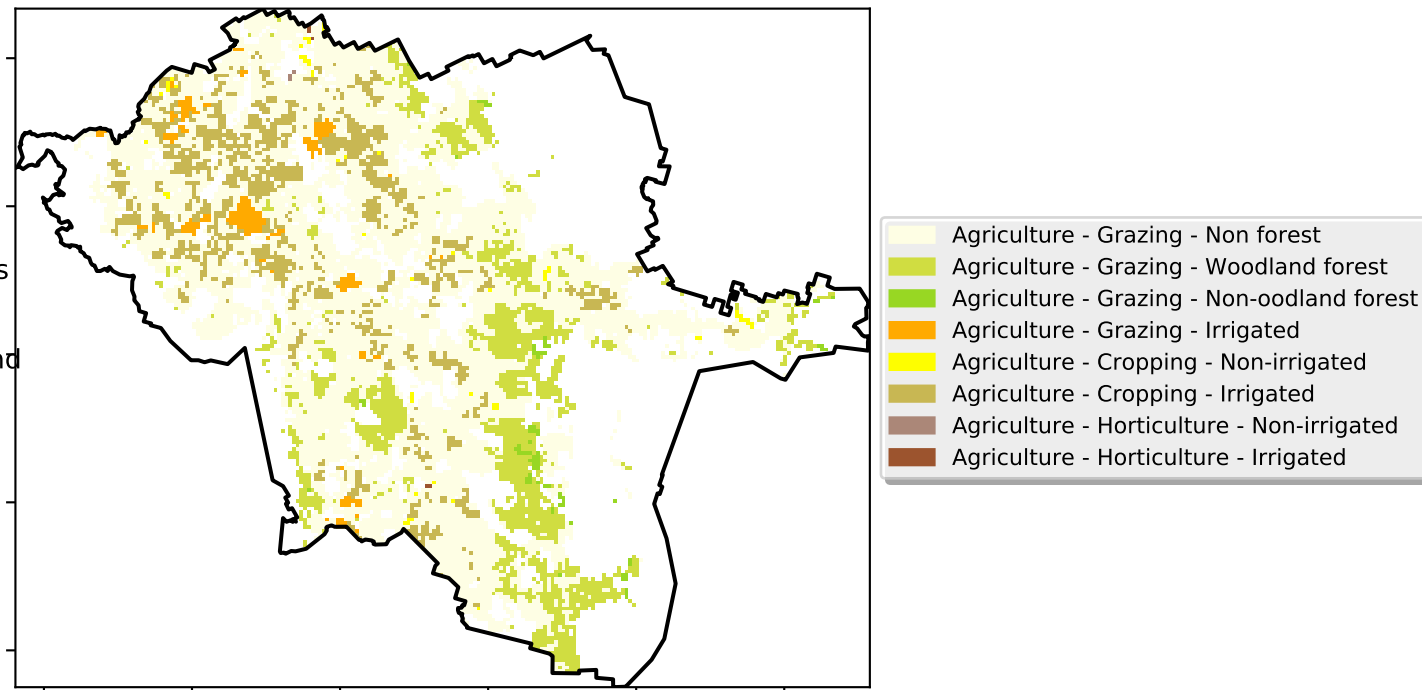 s
nd
Agriculture - Grazing - Non forest
Agriculture - Grazing - Woodland forest
Agriculture - Grazing - Non-oodland forest
Agriculture - Grazing - Irrigated
Agriculture - Cropping - Non-irrigated
Agriculture - Cropping - Irrigated
Agriculture - Horticulture - Non-irrigated
Agriculture - Horticulture - Irrigated